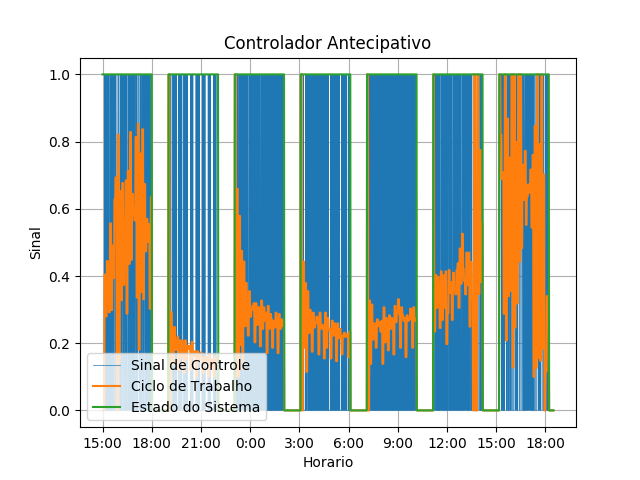 Controlador Antecipativo
Sinal
1.0
0.8
0.6
0.4
0.2
0.0
Sinal de Controle
Ciclo de Trabalho
Estado do Sistema
15:00 18:00 21:00 0:00 3:00 6:00 9:00 12:00 15:00 18:00
Horario